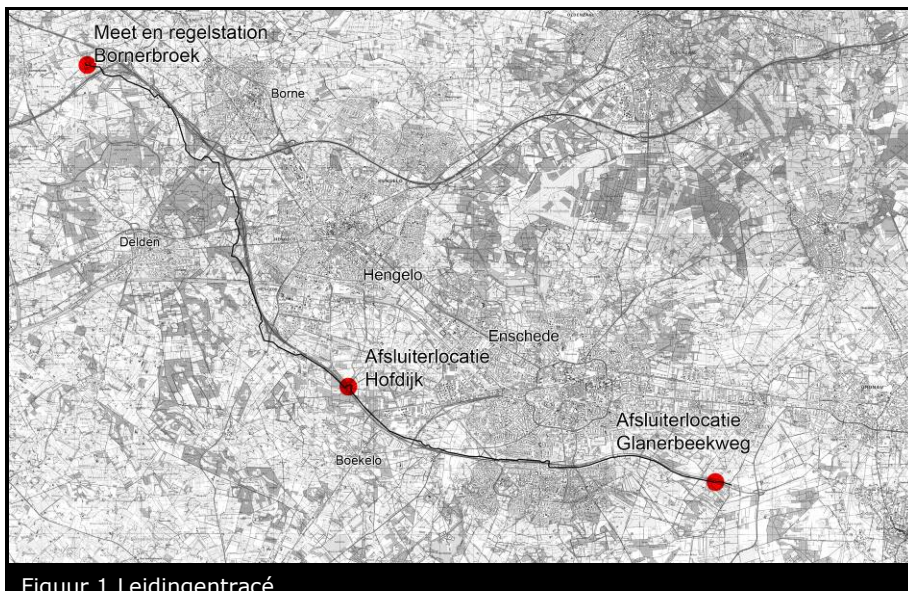 Meet en regelstation
Bornerbroek
Borne
Delden
Hengelo
Enschede
Afsluiterlocatie
Hofdijk
Afsluiterlocatie
Glanerbeekweg
Boekelo
Figuur 1 Leidingentracé